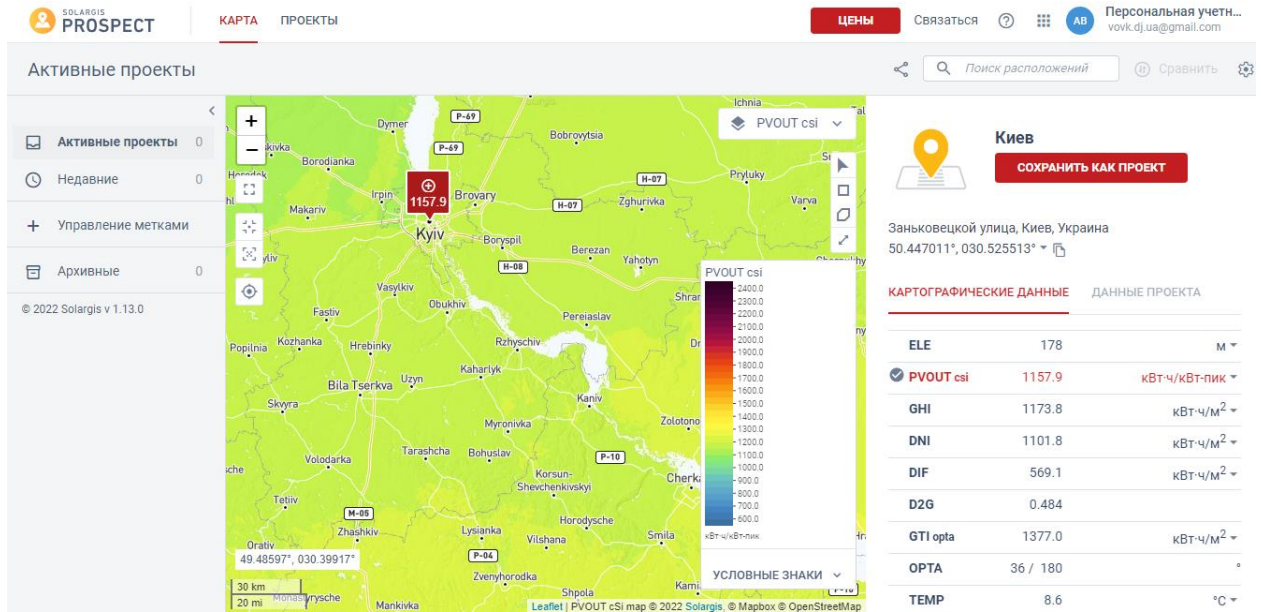 SOLARGIS
PROSPECT
КАРТА ПРОЕКТЫ
ЦЕНЫ
Связаться
AB
Персональная учетн...
vovk.dj.ua@gmail.com
Активные проекты
Поиск расположений
Сравнить
Активные проекты 0
Недавние 0
Управление метками
Архивные 0
© 2022 Solargis v 1.13.0
+
−
PVOUT csi
Ichnia
Dymer
P-69
Bobrovytsia
P-69
Borodianka
H-07
Pryluky
Irpin
1157.9
Brovary
Makariv
H-07
Zghurivka
Varva
Kyiv
Boryspil
Berezan
Yahotyn
H-08
Vasylkiv
Obukhiv
Fastiv
Pereiaslav
Popilnia
Kozhanka
Hrebinky
Rzhyschiv
Kaharlyk
Bila Tserkva
Uzyn
Kaniv
Skvyra
Myronivka
Tarashcha
Bohuslav
P-10
Volodarka
Korsun-
Shevchenkivskyi
Tetiiv
M-05
Horodysche
Zhashkiv
Lysianka
Vilshana
Smila
Orativ
P-04
Zvenyhorodka
Monastyrysche
Mankivka
Shpola
49.48597°, 030.39917°
30 km
20 mi
PVOUT csi
2400.0
2300.0
2200.0
2100.0
2000.0
1900.0
1800.0
1700.0
1600.0
1500.0
1400.0
1300.0
1200.0
1100.0
1000.0
900.0
800.0
700.0
600.0
кВт·ч/кВт-пик
УСЛОВНЫЕ ЗНАКИ
Leaflet | PVOUT cSi map © 2022 Solargis, © Mapbox © OpenStreetMap
Киев
СОХРАНИТЬ КАК ПРОЕКТ
Заньковецкой улица, Киев, Украина
50.447011°, 030.525513°
КАРТОГРАФИЧЕСКИЕ ДАННЫЕ ДАННЫЕ ПРОЕКТА
ELE 178 м
PVOUT csi 1157.9 кВт·ч/кВт-пик
GHI 1173.8 кВт·ч/м²
DNI 1101.8 кВт·ч/м²
DIF 569.1 кВт·ч/м²
D2G 0.484
GTI opta 1377.0 кВт·ч/м²
OPTA 36 / 180 °
TEMP 8.6 °C